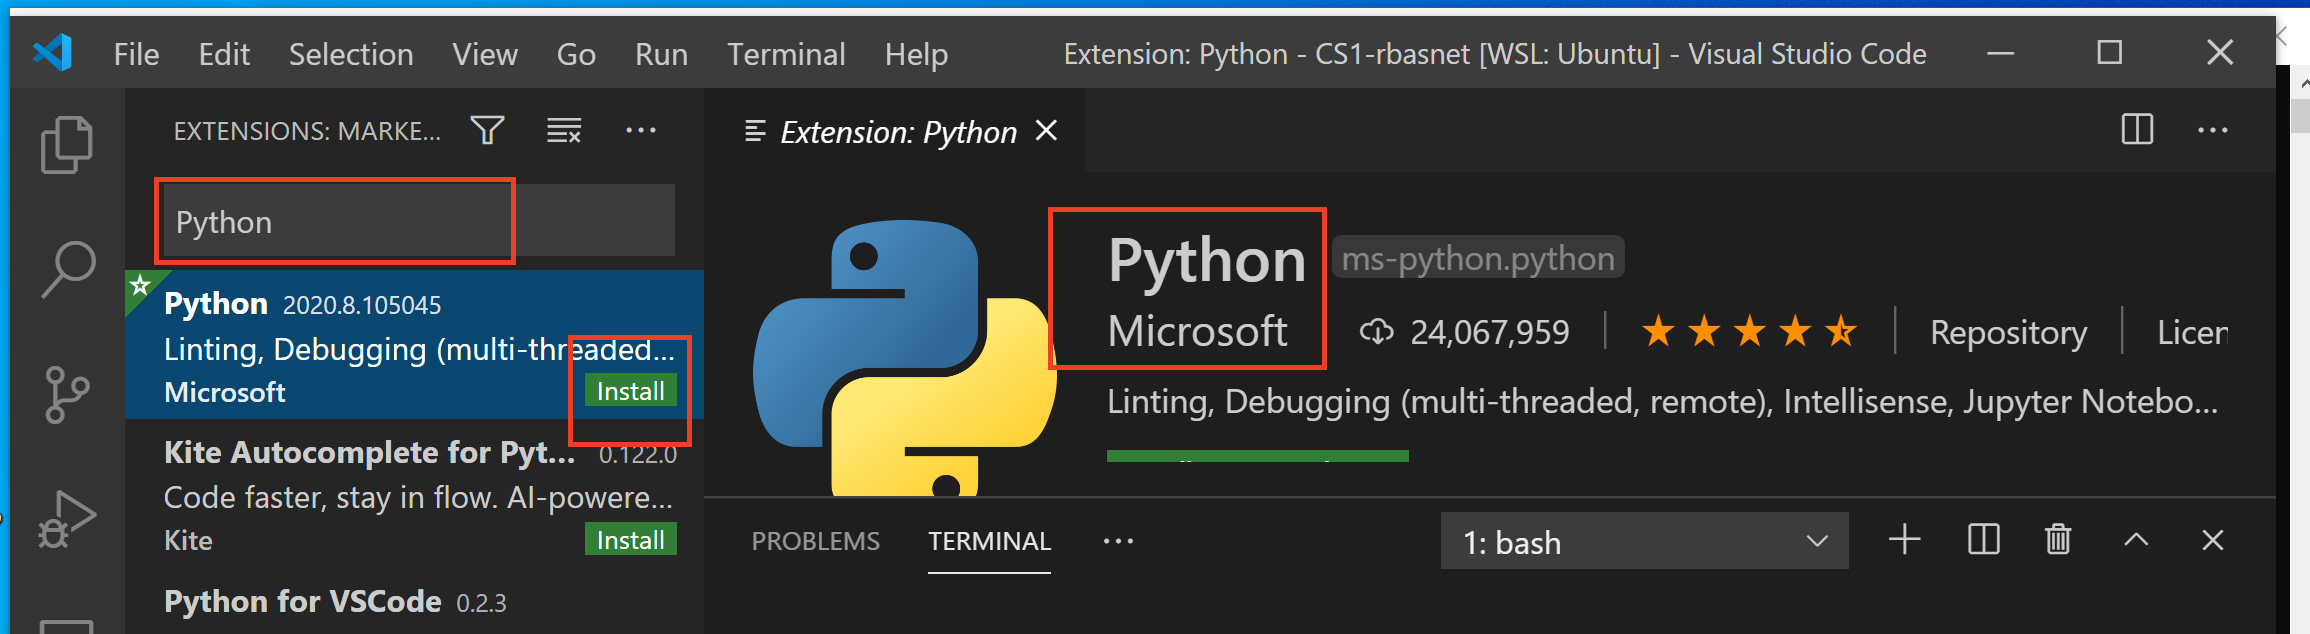 File Edit Selection View Go Run Terminal Help Extension: Python - CS1-rbasnet [WSL: Ubuntu] - Visual Studio Code
EXTENSIONS: MARKE...
Python
Python 2020.8.105045
Linting, Debugging (multi-threaded...
Microsoft Install
Kite Autocomplete for Pyt... 0.122.0
Code faster, stay in flow. AI-powere...
Kite Install
Python for VSCode 0.2.3
Extension: Python
Python ms-python.python
Microsoft 24,067,959 Repository Licen
Linting, Debugging (multi-threaded, remote), Intellisense, Jupyter Notebo...
PROBLEMS TERMINAL 1: bash